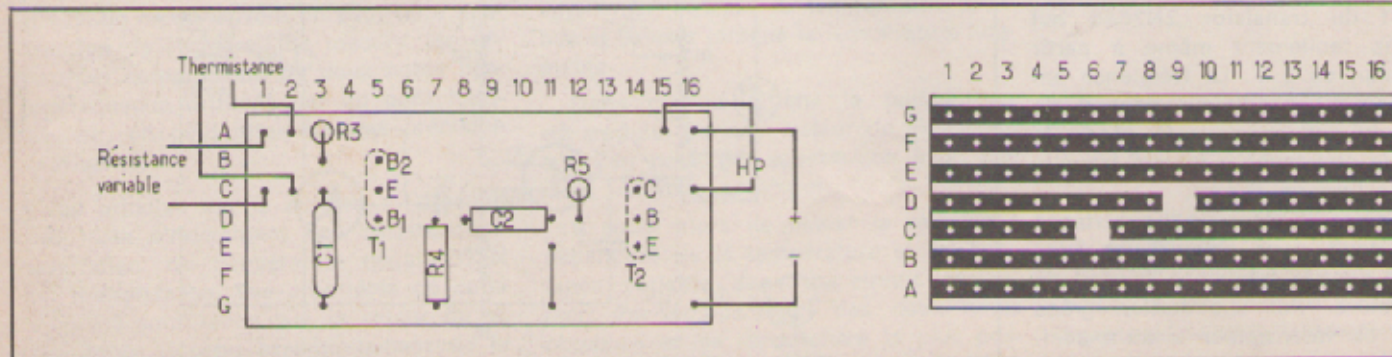 Thermistance
1 2 3 4 5 6 7 8 9 10 11 12 13 14 15 16
A R3
Résistance
variable
B B2 R5 HP
C E C
D B1 C2 B +
T1
E C1 R4 E -
F T2
G
1 2 3 4 5 6 7 8 9 10 11 12 13 14 15 16
G
F
E
D
C
B
A